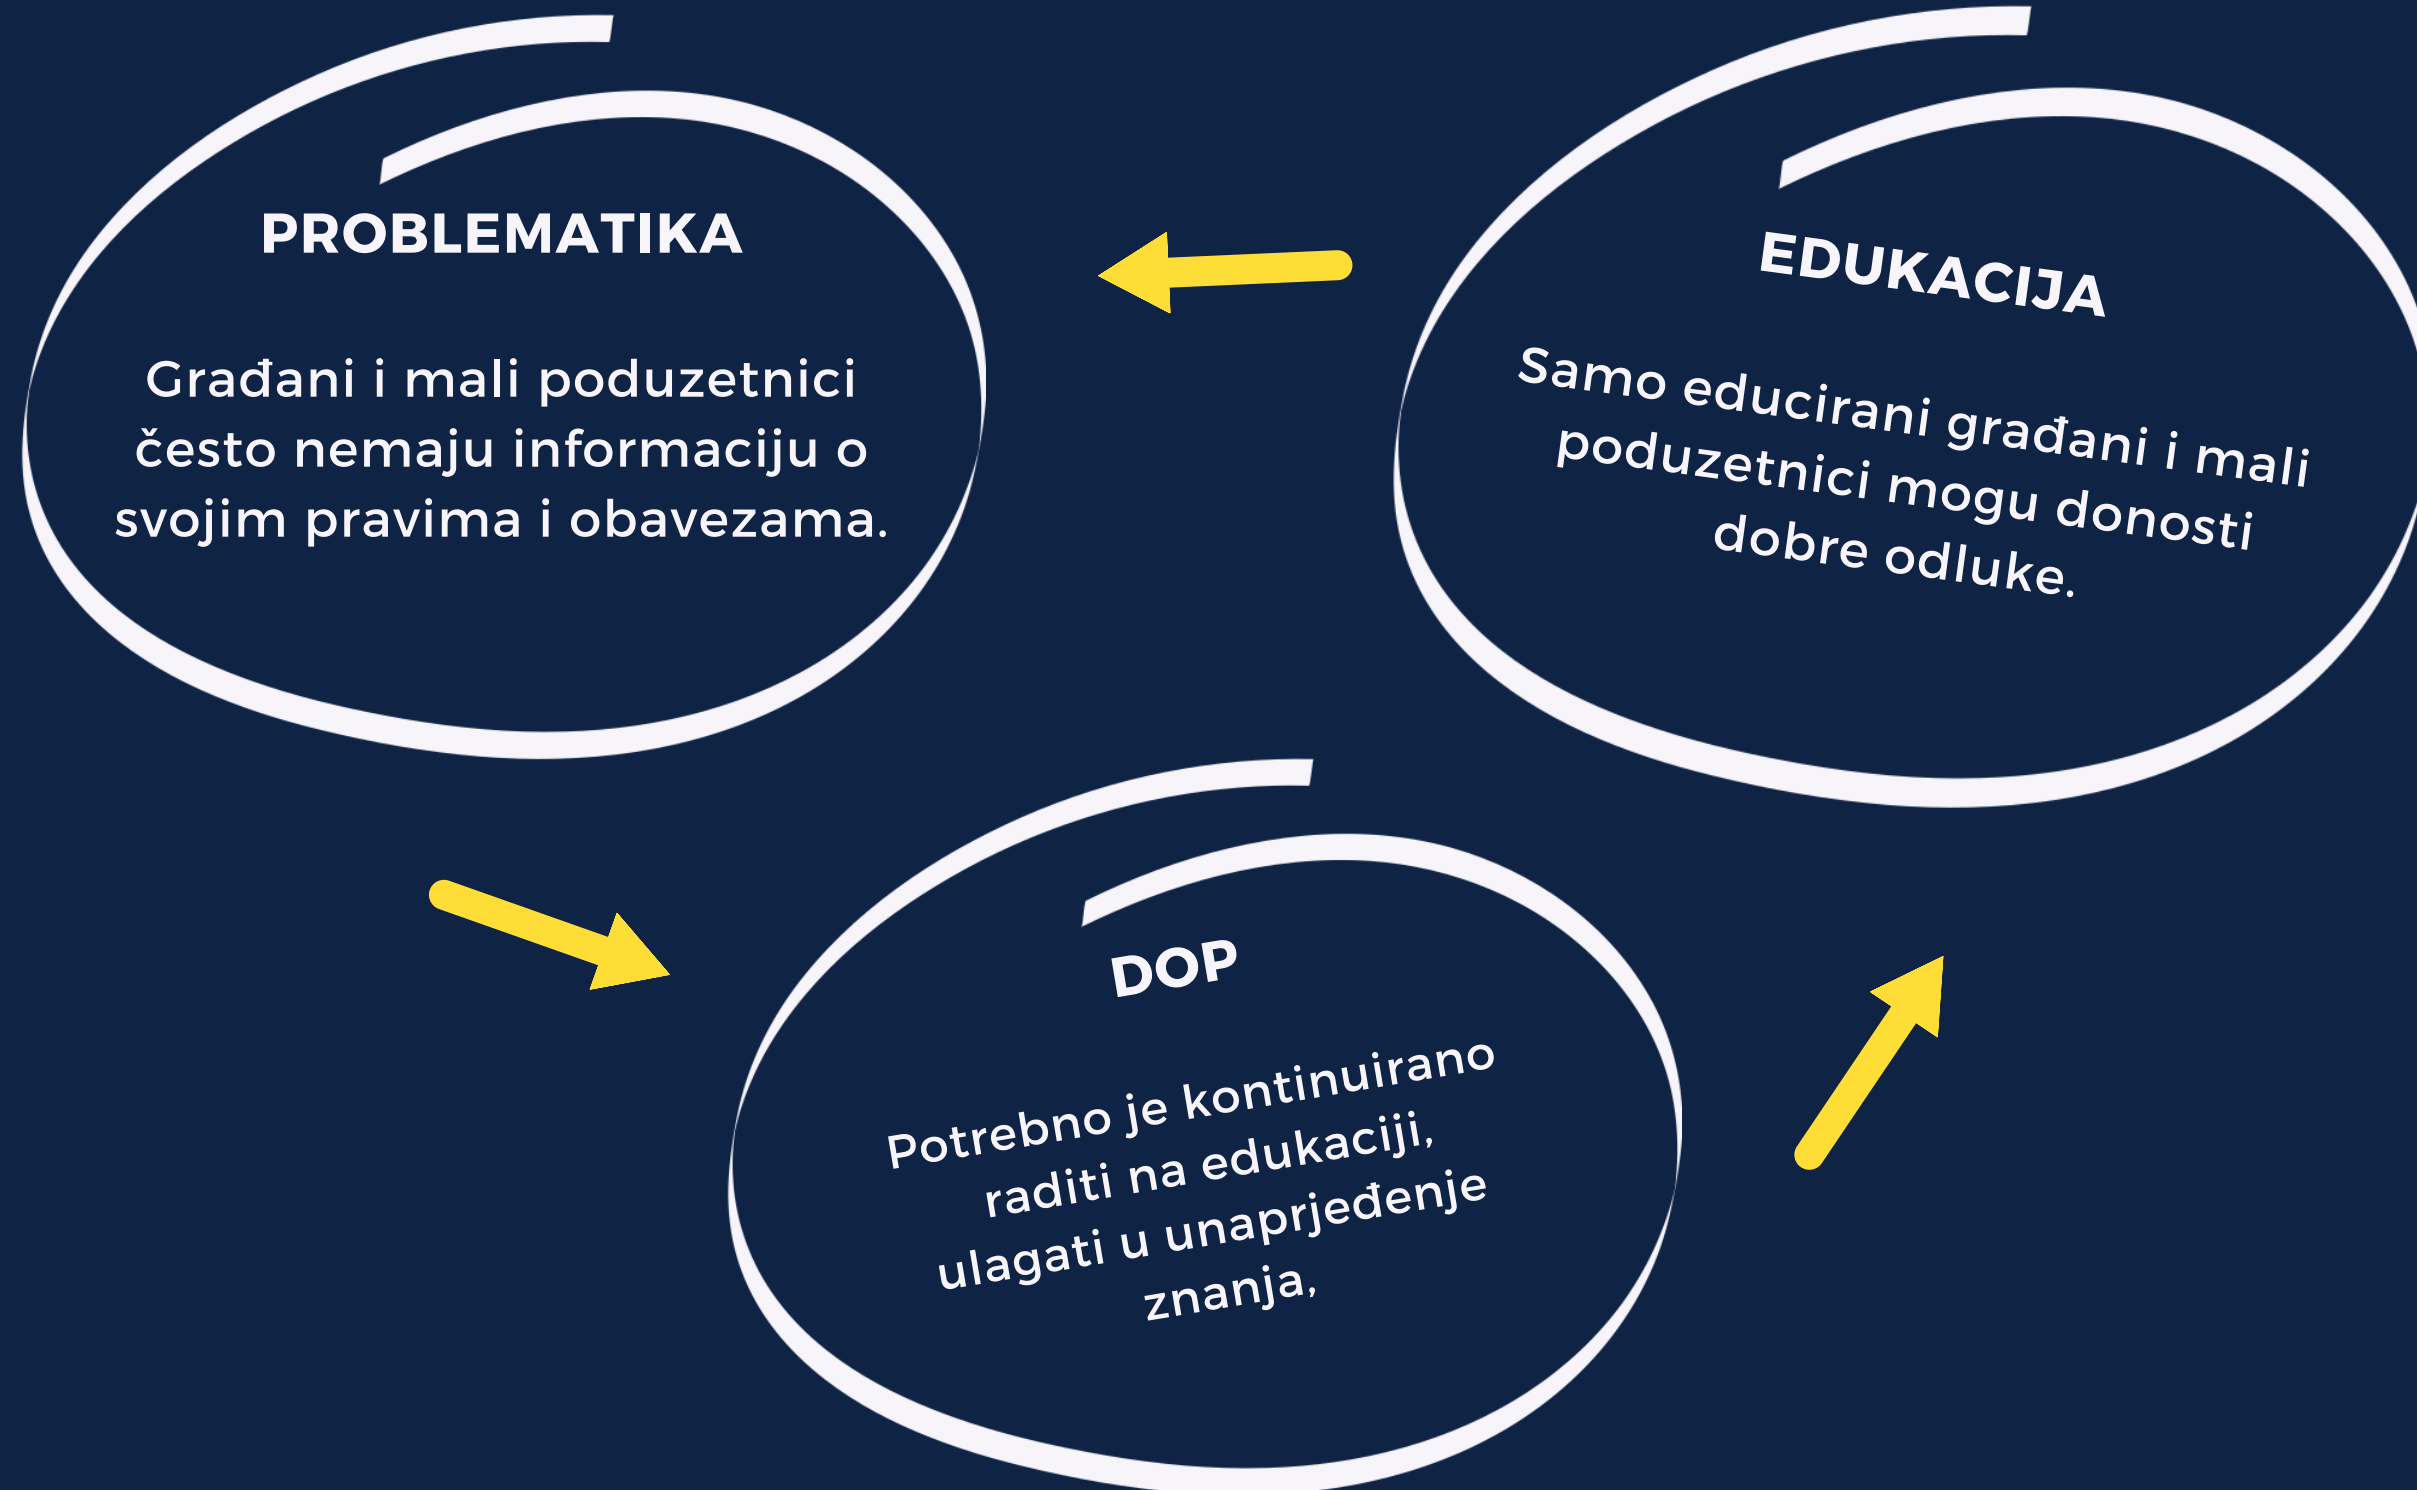 PROBLEMATIKA
Građani i mali poduzetnici
često nemaju informaciju o
svojim pravima i obavezama.
EDUKACIJA
Samo educirani građani i mali
poduzetnici mogu donosti
dobre odluke.
DOP
Potrebno je kontinuirano
raditi na edukaciji,
ulagati u unaprjeđenje
znanja,